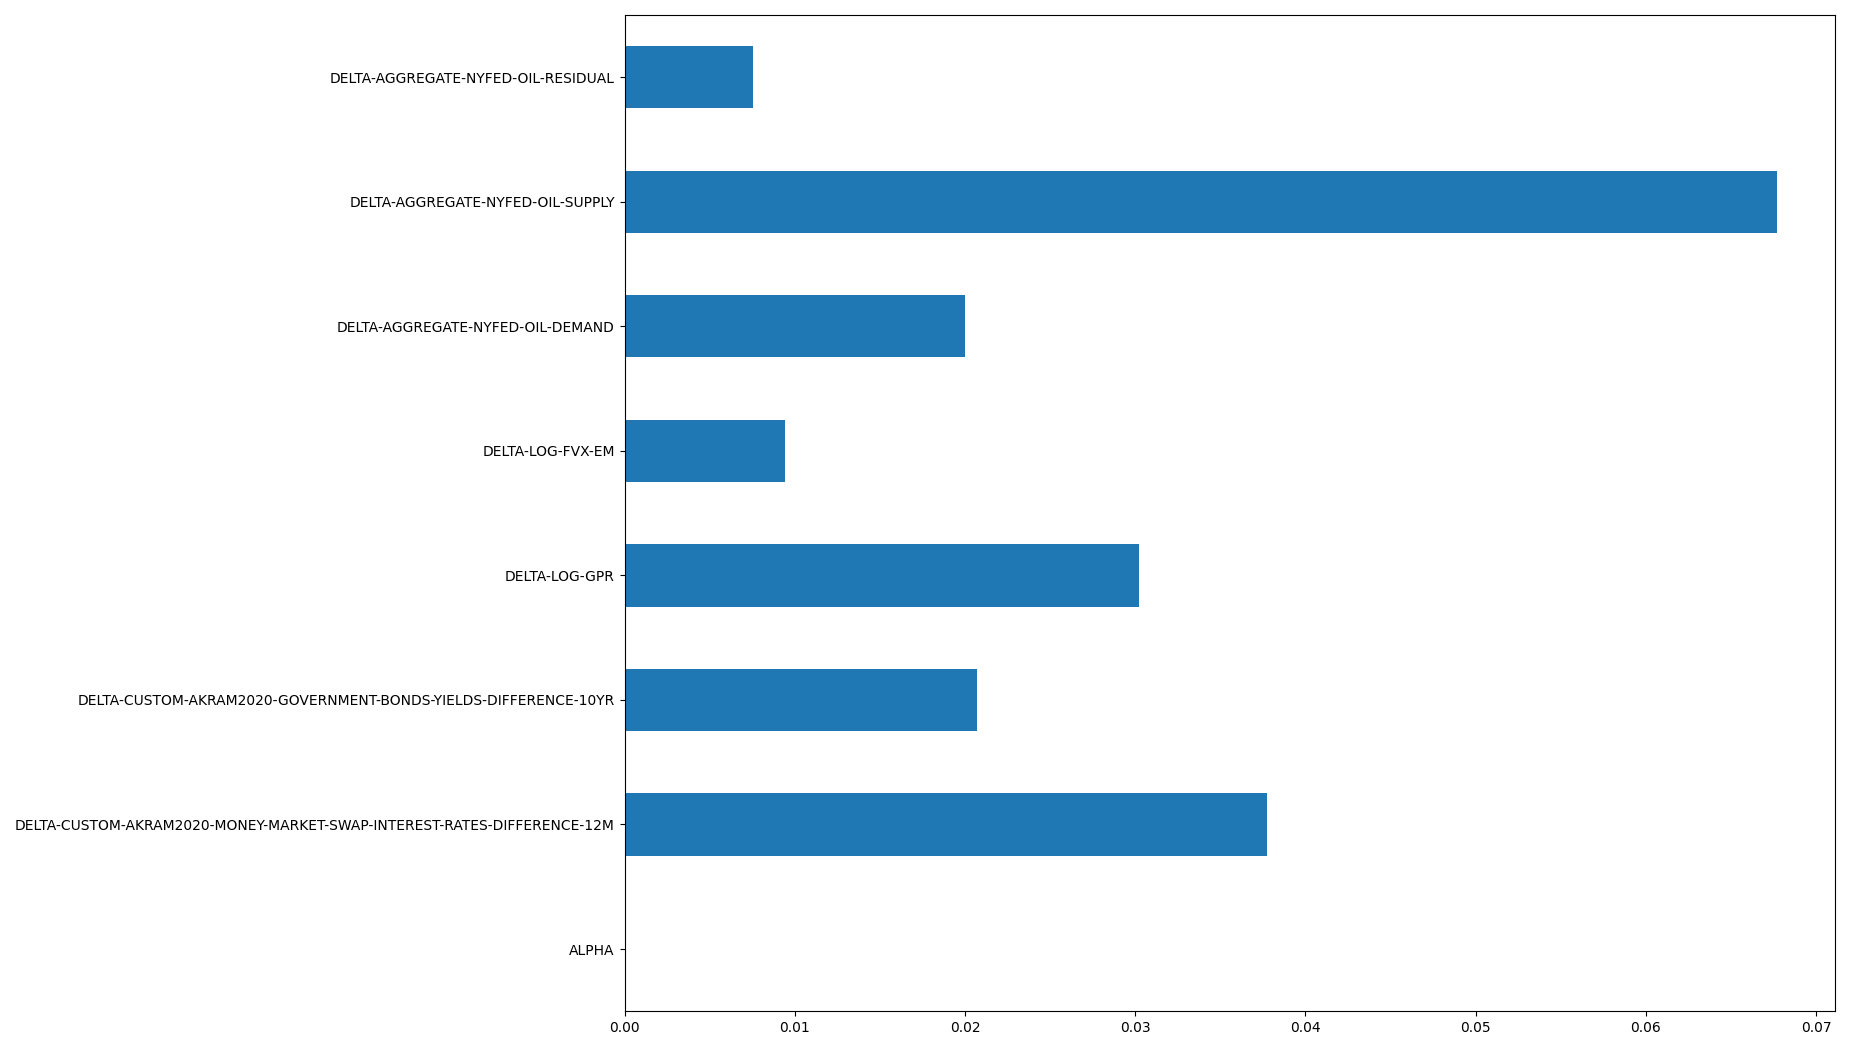 DELTA-AGGREGATE-NYFED-OIL-RESIDUAL
DELTA-AGGREGATE-NYFED-OIL-SUPPLY
DELTA-AGGREGATE-NYFED-OIL-DEMAND
DELTA-LOG-FVX-EM
DELTA-LOG-GPR
DELTA-CUSTOM-AKRAM2020-GOVERNMENT-BONDS-YIELDS-DIFFERENCE-10YR
DELTA-CUSTOM-AKRAM2020-MONEY-MARKET-SWAP-INTEREST-RATES-DIFFERENCE-12M
ALPHA
0.00 0.01 0.02 0.03 0.04 0.05 0.06 0.07